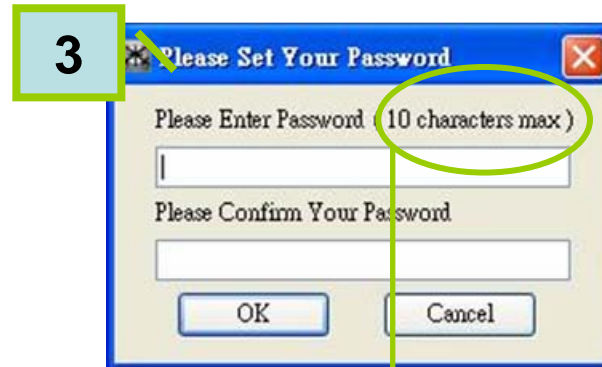 3
Please Set Your Password
Please Enter Password ( 10 characters max )
Please Confirm Your Password
OK
Cancel